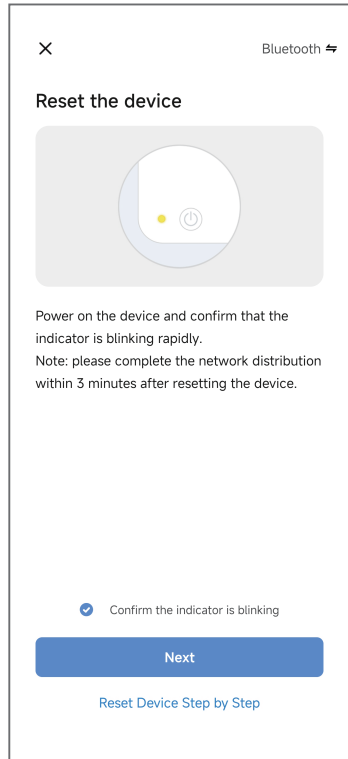 Bluetooth
Reset the device
Power on the device and confirm that the
indicator is blinking rapidly.
Note: please complete the network distribution
within 3 minutes after resetting the device.
Confirm the indicator is blinking
Next
Reset Device Step by Step